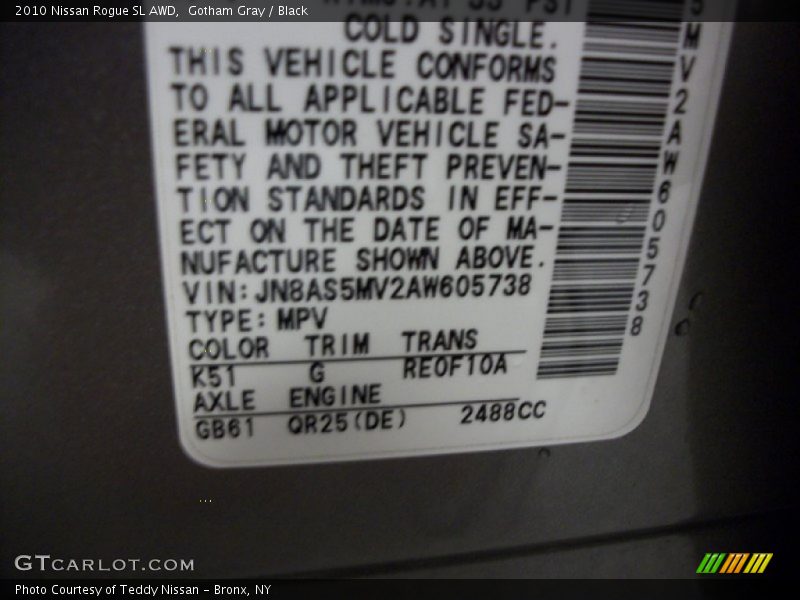 2010 Nissan Rogue SL AWD,  Gotham Gray / Black
PSI
COLD SINGLE.
THIS VEHICLE CONFORMS
TO ALL APPLICABLE FED-
ERAL MOTOR VEHICLE SA-
FETY AND THEFT PREVEN-
TION STANDARDS IN EFF-
ECT ON THE DATE OF MA-
NUFACTURE SHOWN ABOVE.
VIN:JN8AS5MV2AW605738
TYPE:MPV
COLOR TRIM TRANS
K51 G RE0F10A
AXLE ENGINE
GB61 QR25(DE) 2488CC
5MV2AW605738
GTCARLOT.COM
Photo Courtesy of Teddy Nissan – Bronx, NY